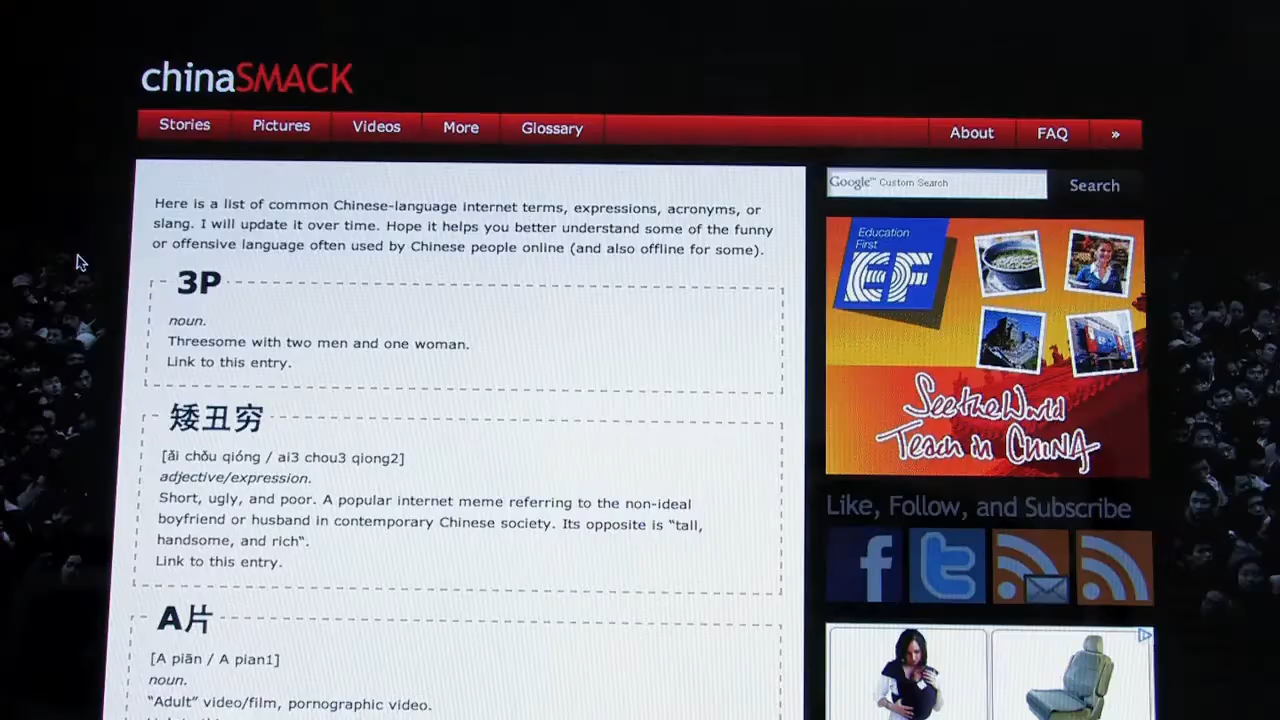 chinaSMACK
Stories Pictures Videos More Glossary About FAQ »
Here is a list of common Chinese-language internet terms, expressions, acronyms, or
slang. I will update it over time. Hope it helps you better understand some of the funny
or offensive language often used by Chinese people online (and also offline for some).
3P
noun.
Threesome with two men and one woman.
Link to this entry.
矮丑穷
[ǎi chǒu qióng / ai3 chou3 qiong2]
adjective/expression.
Short, ugly, and poor. A popular internet meme referring to the non-ideal
boyfriend or husband in contemporary Chinese society. Its opposite is “tall,
handsome, and rich“.
Link to this entry.
A片
[A piān / A pian1]
noun.
“Adult” video/film, pornographic video.
Google™ Custom Search
Search
Education
First
EF
See the World
Teach in CHINA
Like, Follow, and Subscribe